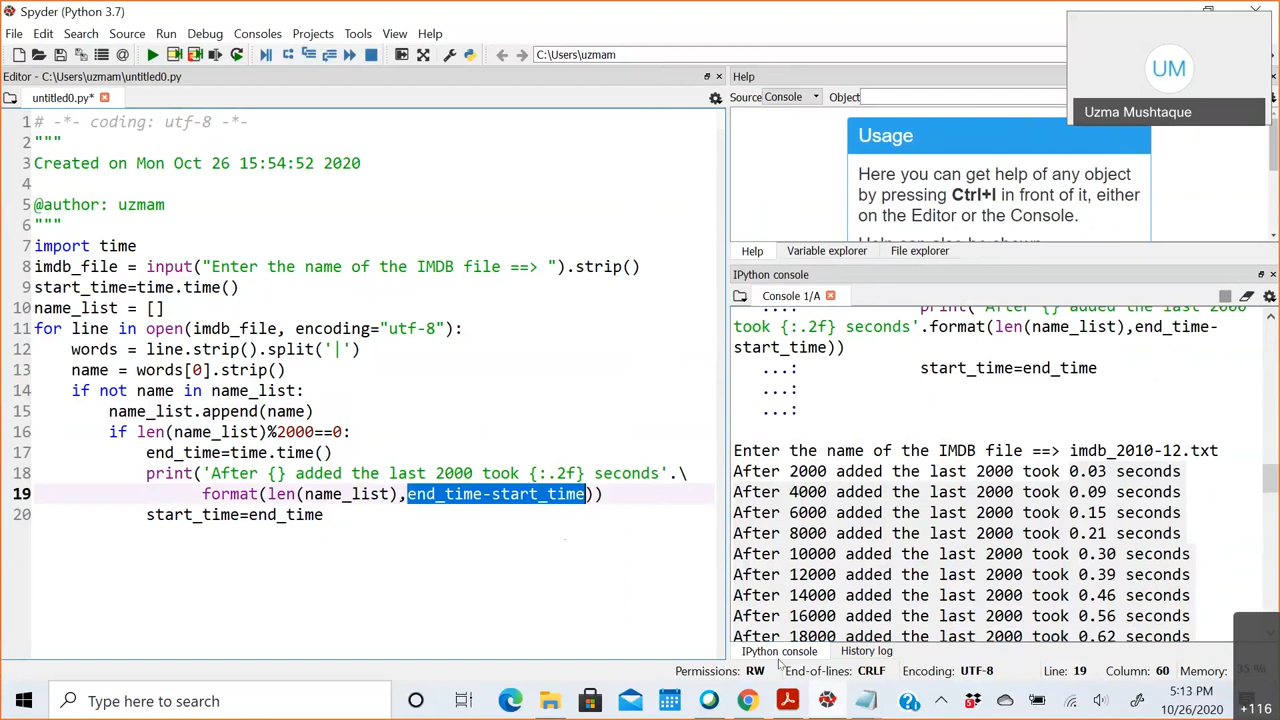 Spyder (Python 3.7)
File Edit Search Source Run Debug Consoles Projects Tools View Help
C:\Users\uzmam
UM
Uzma Mushtaque
Editor - C:\Users\uzmam\untitled0.py
Help
untitled0.py*
Source Console Object
1 # -*- coding: utf-8 -*-
2 """
3 Created on Mon Oct 26 15:54:52 2020
4
5 @author: uzmam
6 """
7 import time
8 imdb_file = input("Enter the name of the IMDB file ==> ").strip()
9 start_time=time.time()
10 name_list = []
11 for line in open(imdb_file, encoding="utf-8"):
12 words = line.strip().split('|')
13 name = words[0].strip()
14 if not name in name_list:
15 name_list.append(name)
16 if len(name_list)%2000==0:
17 end_time=time.time()
18 print('After {} added the last 2000 took {:.2f} seconds'.\
19 format(len(name_list),end_time-start_time))
20 start_time=end_time
Usage
Here you can get help of any object
by pressing Ctrl+I in front of it, either
on the Editor or the Console.
Help can also be shown
Help Variable explorer File explorer
IPython console
Console 1/A
...: print('After {} added the last 2000
took {:.2f} seconds'.format(len(name_list),end_time-
start_time))
...: start_time=end_time
...:
...:
Enter the name of the IMDB file ==> imdb_2010-12.txt
After 2000 added the last 2000 took 0.03 seconds
After 4000 added the last 2000 took 0.09 seconds
After 6000 added the last 2000 took 0.15 seconds
After 8000 added the last 2000 took 0.21 seconds
After 10000 added the last 2000 took 0.30 seconds
After 12000 added the last 2000 took 0.39 seconds
After 14000 added the last 2000 took 0.46 seconds
After 16000 added the last 2000 took 0.56 seconds
After 18000 added the last 2000 took 0.62 seconds
IPython console History log
Permissions: RW End-of-lines: CRLF Encoding: UTF-8 Line: 19 Column: 60 Memory: 35 %
Type here to search
5:13 PM
10/26/2020
+116